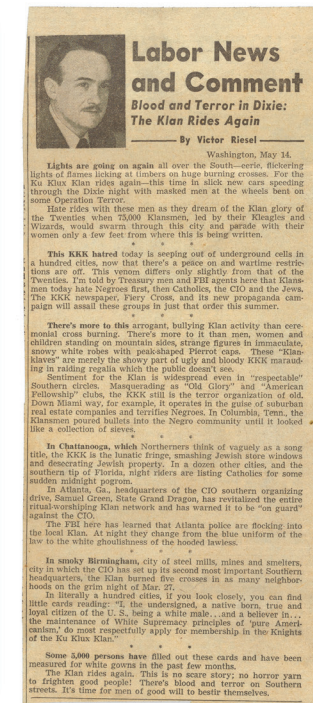 Labor News
and Comment
Blood and Terror in Dixie:
The Klan Rides Again
By Victor Riesel
Washington, May 14.
Lights are going on again all over the South—eerie, flickering
lights of flames licking at timbers on huge burning crosses. For the
Ku Klux Klan rides again—this time in slick new cars speeding
through the Dixie night with masked men at the wheels bent on
some Operation Terror.
Hate rides with these men as they dream of the Klan glory of
the Twenties when 75,000 Klansmen, led by their Kleagles and
Wizards, would swarm through this city and parade with their
women only a few feet from where this is being written.
* * *
This KKK hatred today is seeping out of underground cells in
a hundred cities, now that there's a peace on and wartime restric-
tions are off. This venom differs only slightly from that of the
Twenties. I'm told by Treasury men and FBI agents here that Klans-
men today hate Negroes first, then Catholics, the CIO and the Jews.
The KKK newspaper, Fiery Cross, and its new propaganda cam-
paign will assail these groups in just that order this summer.
* * *
There's more to this arrogant, bullying Klan activity than cere-
monial cross burning. There's more to it than men, women and
children standing on mountain sides, strange figures in immaculate,
snowy white robes with peak-shaped Pierrot caps. These "Klan-
klaves" are merely the showy part of ugly and bloody KKK maraud-
ing in raiding regalia which the public doesn't see.
Sentiment for the Klan is widespread even in "respectable"
Southern circles. Masquerading as "Old Glory" and "American
Fellowship" clubs, the KKK still is the terror organization of old.
Down Miami way, for example, it operates in the guise of suburban
real estate companies and terrifies Negroes. In Columbia, Tenn., the
Klansmen poured bullets into the Negro community until it looked
like a collection of sieves.
* * *
In Chattanooga, which Northerners think of vaguely as a song
title, the KKK is the lunatic fringe, smashing Jewish store windows
and desecrating Jewish property. In a dozen other cities, and the
southern tip of Florida, night riders are listing Catholics for some
sudden midnight pogrom.
In Atlanta, Ga., headquarters of the CIO southern organizing
drive, Samuel Green, State Grand Dragon, has revitalized the entire
ritual-worshiping Klan network and has warned it to be "on guard"
against the CIO.
The FBI here has learned that Atlanta police are flocking into
the local Klan. At night they change from the blue uniform of the
law to the white ghoulishness of the hooded lawless.
* * *
In smoky Birmingham, city of steel mills, mines and smelters,
city in which the CIO has set up its second most important Southern
headquarters, the Klan burned five crosses in as many neighbor-
hoods on the grim night of Mar. 27.
In literally a hundred cities, if you look closely, you can find
little cards reading: "I, the undersigned, a native born, true and
loyal citizen of the U. S., being a white male . . . and a believer in . . .
the maintenance of White Supremacy principles of 'pure Ameri-
canism,' do most respectfully apply for membership in the Knights
of the Ku Klux Klan."
* * *
Some 5,000 persons have filled out these cards and have been
measured for white gowns in the past few months.
The Klan rides again. This is no scare story; no horror yarn
to frighten good people! There's blood and terror on Southern
streets. It's time for men of good will to bestir themselves.